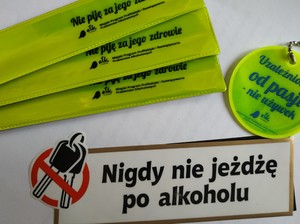 Nie piję za jego zdrowie
Nie piję za jego zdrowie
Nie piję za jego zdrowie
Uzależnion
od pasji
- nie używek
Nigdy nie jeżdżę
po alkoholu